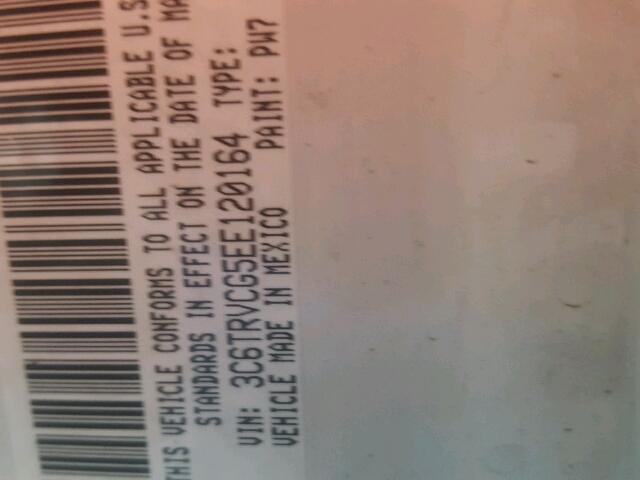 THIS VEHICLE CONFORMS TO ALL APPLICABLE U.S
STANDARDS IN EFFECT ON THE DATE OF MA
VIN: 3C6TRVCG5EE120164 TYPE:
VEHICLE MADE IN MEXICO PAINT: PW7